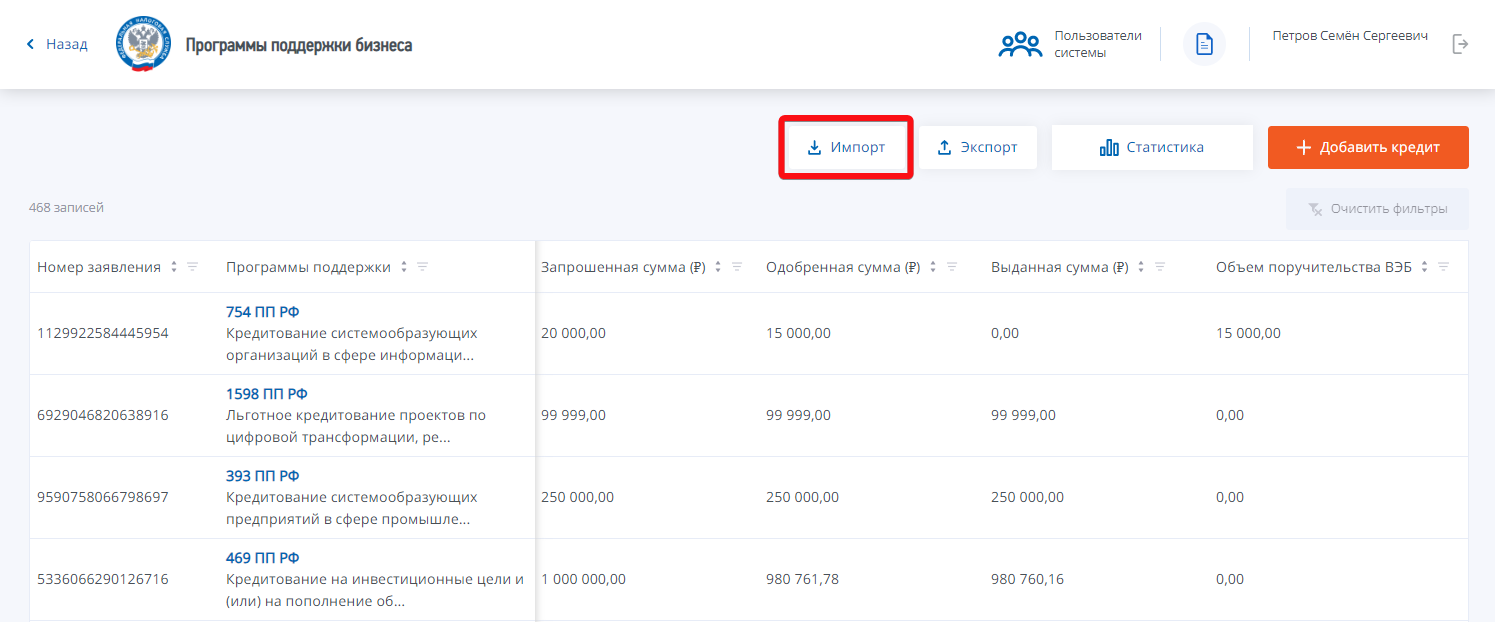 Назад
Программы поддержки бизнеса
Пользователи
системы
Петров Семён Сергеевич
Импорт
Экспорт
Статистика
Добавить кредит
468 записей
Очистить фильтры
Номер заявления Программы поддержки Запрошенная сумма (₽) Одобренная сумма (₽) Выданная сумма (₽) Объем поручительства ВЭБ
754 ПП РФ
1129922584445954 Кредитование системообразующих 20 000,00 15 000,00 0,00 15 000,00
организаций в сфере информаци...
1598 ПП РФ
6929046820638916 Льготное кредитование проектов по 99 999,00 99 999,00 99 999,00 0,00
цифровой трансформации, ре...
393 ПП РФ
9590758066798697 Кредитование системообразующих 250 000,00 250 000,00 250 000,00 0,00
предприятий в сфере промышле...
469 ПП РФ
5336066290126716 Кредитование на инвестиционные цели и 1 000 000,00 980 761,78 980 760,16 0,00
(или) на пополнение об...